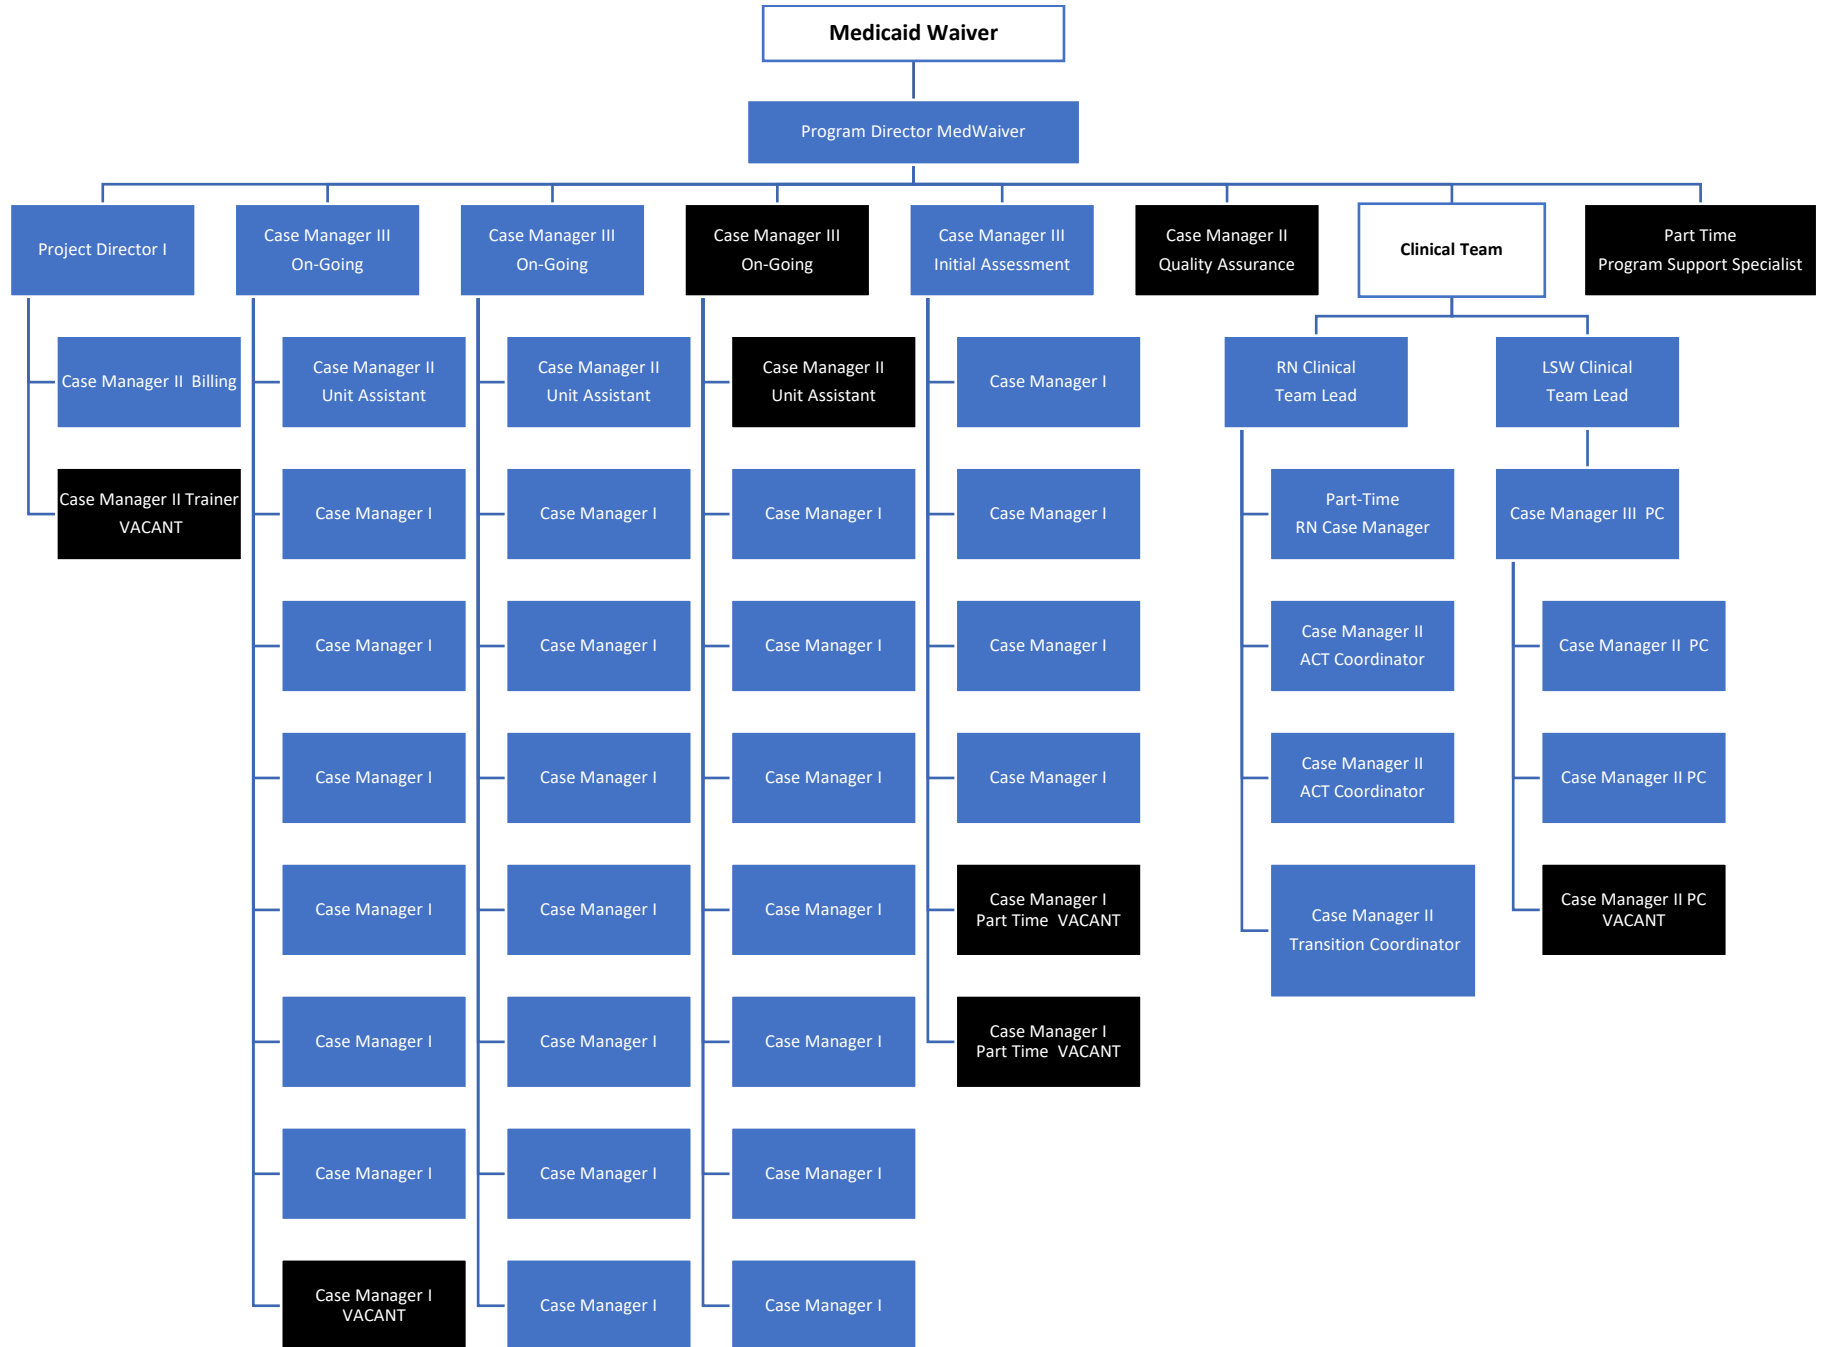 Medicaid Waiver
Program Director MedWaiver
Project Director I
Case Manager III
On-Going
Case Manager III
On-Going
Case Manager III
On-Going
Case Manager III
Initial Assessment
Case Manager II
Quality Assurance
Clinical Team
Part Time
Program Support Specialist
Case Manager II  Billing
Case Manager II
Unit Assistant
Case Manager II
Unit Assistant
Case Manager II
Unit Assistant
Case Manager I
RN Clinical
Team Lead
LSW Clinical
Team Lead
Case Manager II Trainer
VACANT
Case Manager I
Case Manager I
Case Manager I
Case Manager I
Part-Time
RN Case Manager
Case Manager III  PC
Case Manager I
Case Manager I
Case Manager I
Case Manager I
Case Manager II
ACT Coordinator
Case Manager II  PC
Case Manager I
Case Manager I
Case Manager I
Case Manager I
Case Manager II
ACT Coordinator
Case Manager II PC
Case Manager I
Case Manager I
Case Manager I
Case Manager I
Part Time  VACANT
Case Manager II
Transition Coordinator
Case Manager II PC
VACANT
Case Manager I
Case Manager I
Case Manager I
Case Manager I
Part Time  VACANT
Case Manager I
Case Manager I
Case Manager I
Case Manager I
VACANT
Case Manager I
Case Manager I